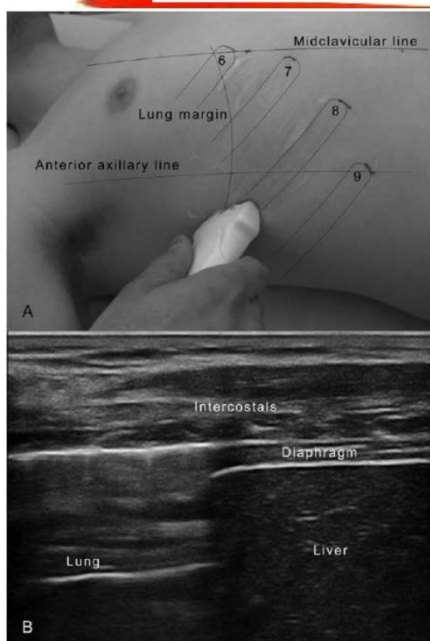 Midclavicular line
6
7
Lung margin
8
Anterior axillary line
9
A
Intercostals
Diaphragm
Lung
Liver
B